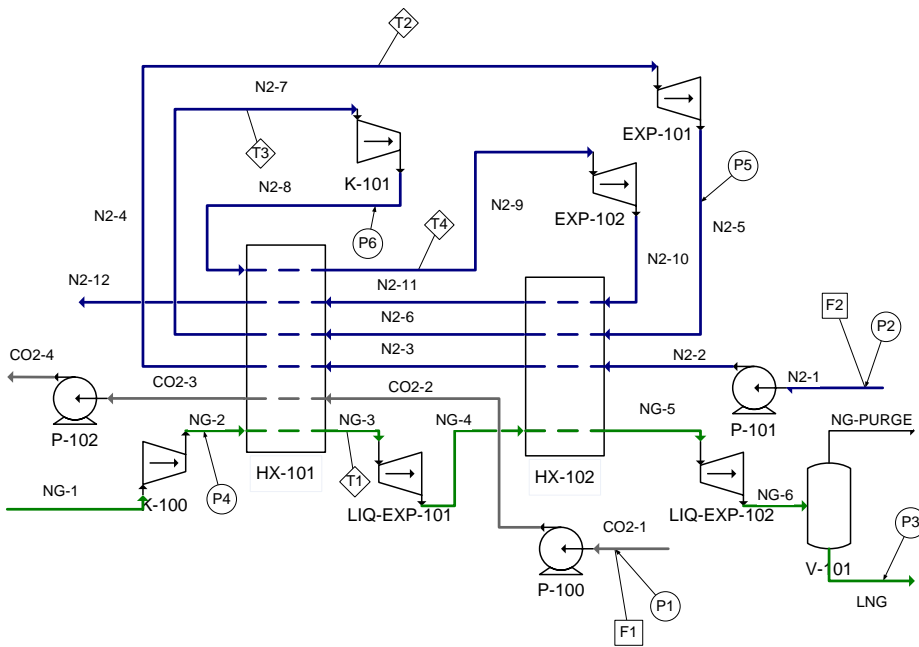 T2
N2-7
EXP-101
T3
K-101
P5
N2-8
N2-9
EXP-102
N2-4
P6
T4
N2-5
N2-10
N2-12
N2-11
N2-6
F2
P2
CO2-4
N2-3
N2-2
N2-1
CO2-3
CO2-2
P-102
NG-2
NG-3
NG-4
NG-5
P-101
NG-PURGE
HX-101
T1
HX-102
NG-1
K-100
P4
LIQ-EXP-101
LIQ-EXP-102
NG-6
CO2-1
P3
V-101
P-100
P1
LNG
F1